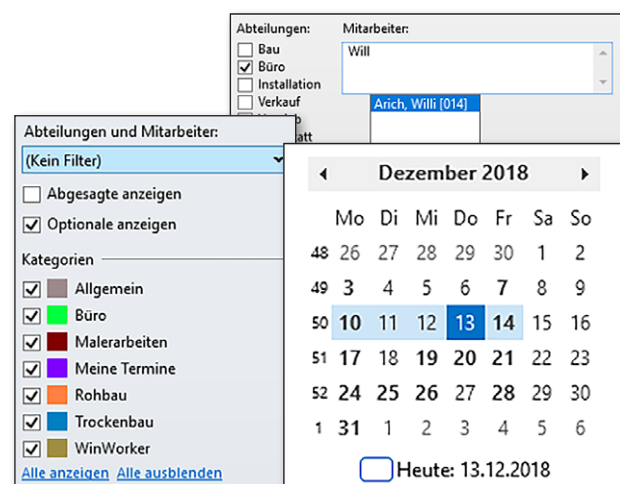 Abteilungen: Mitarbeiter:
Bau
Will
Büro
Installation
Verkauf
Arich, Willi [014]
Abteilungen und Mitarbeiter:
(Kein Filter)
Abgesagte anzeigen
Optionale anzeigen
Kategorien
Allgemein
Büro
Malerarbeiten
Meine Termine
Rohbau
Trockenbau
WinWorker
Alle anzeigen Alle ausblenden
Dezember 2018
Mo Di Mi Do Fr Sa So
48 26 27 28 29 30 1 2
49 3 4 5 6 7 8 9
50 10 11 12 13 14 15 16
51 17 18 19 20 21 22 23
52 24 25 26 27 28 29 30
1 31 1 2 3 4 5 6
Heute: 13.12.2018